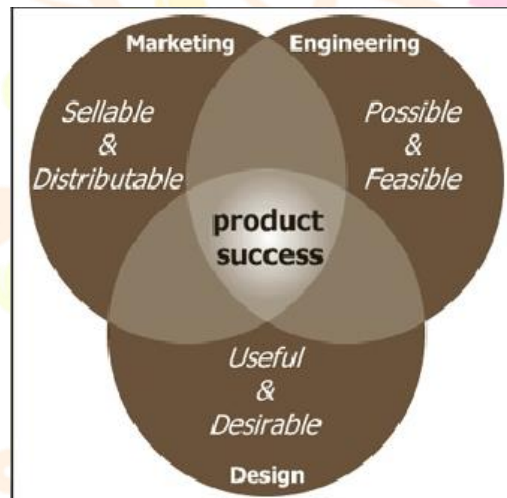 Marketing
Engineering
Sellable
&
Distributable
Possible
&
Feasible
product
success
Useful
&
Desirable
Design